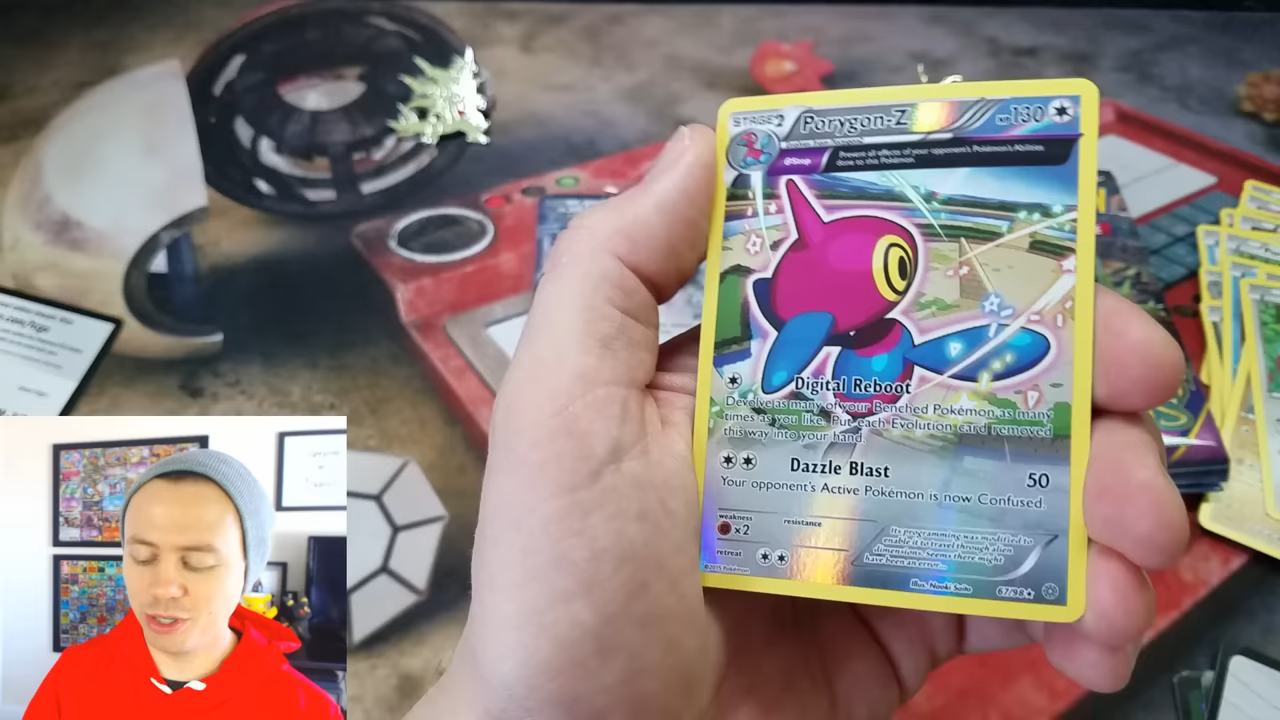 STAGE2 Porygon-Z HP130
Evolves from Porygon2
Ω Stop Prevent all effects of your opponent's Pokémon's Abilities
done to this Pokémon.
Digital Reboot
Devolve as many of your Benched Pokémon as many
times as you like. Put each Evolution card removed
this way into your hand.
Dazzle Blast 50
Your opponent's Active Pokémon is now Confused.
weakness resistance
×2
retreat
Its programming was modified to
enable it to travel through alien
dimensions. Seems there might
have been an error...
©2015 Pokémon
Illus. Naoki Saito 67/98★